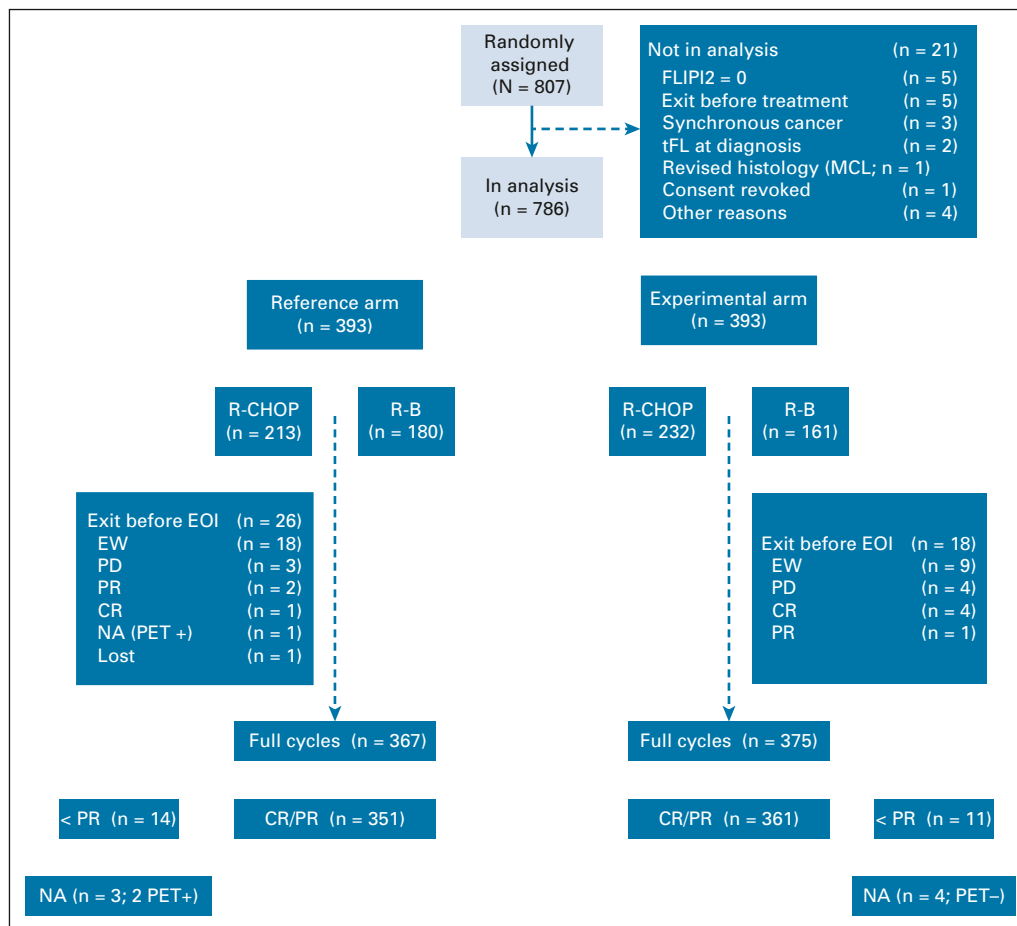 Randomly
assigned
(N = 807)
Not in analysis (n = 21)
FLIPI2 = 0 (n = 5)
Exit before treatment (n = 5)
Synchronous cancer (n = 3)
tFL at diagnosis (n = 2)
Revised histology (MCL; n = 1)
Consent revoked (n = 1)
Other reasons (n = 4)
In analysis
(n = 786)
Reference arm
(n = 393)
Experimental arm
(n = 393)
R-CHOP
(n = 213)
R-B
(n = 180)
R-CHOP
(n = 232)
R-B
(n = 161)
Exit before EOI (n = 26)
EW (n = 18)
PD (n = 3)
PR (n = 2)
CR (n = 1)
NA (PET +) (n = 1)
Lost (n = 1)
Exit before EOI (n = 18)
EW (n = 9)
PD (n = 4)
CR (n = 4)
PR (n = 1)
Full cycles (n = 367)
Full cycles (n = 375)
< PR (n = 14)
CR/PR (n = 351)
CR/PR (n = 361)
< PR (n = 11)
NA (n = 3; 2 PET+)
NA (n = 4; PET–)